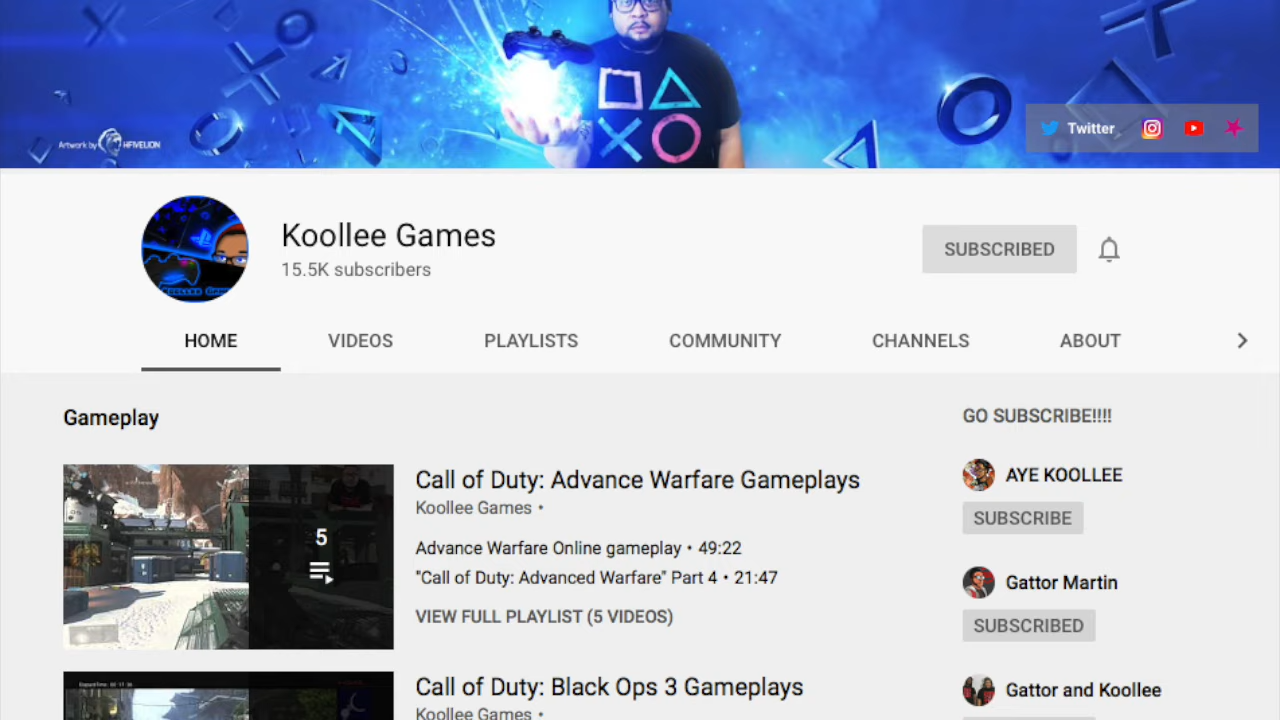 Artwork by HFIVELION
Twitter
Koollee Games
15.5K subscribers
SUBSCRIBED
HOME VIDEOS PLAYLISTS COMMUNITY CHANNELS ABOUT
Gameplay
GO SUBSCRIBE!!!!
5
Call of Duty: Advance Warfare Gameplays
Koollee Games •
Advance Warfare Online gameplay • 49:22
"Call of Duty: Advanced Warfare" Part 4 • 21:47
VIEW FULL PLAYLIST (5 VIDEOS)
AYE KOOLLEE
SUBSCRIBE
Gattor Martin
SUBSCRIBED
Call of Duty: Black Ops 3 Gameplays
Koollee Games •
Gattor and Koollee